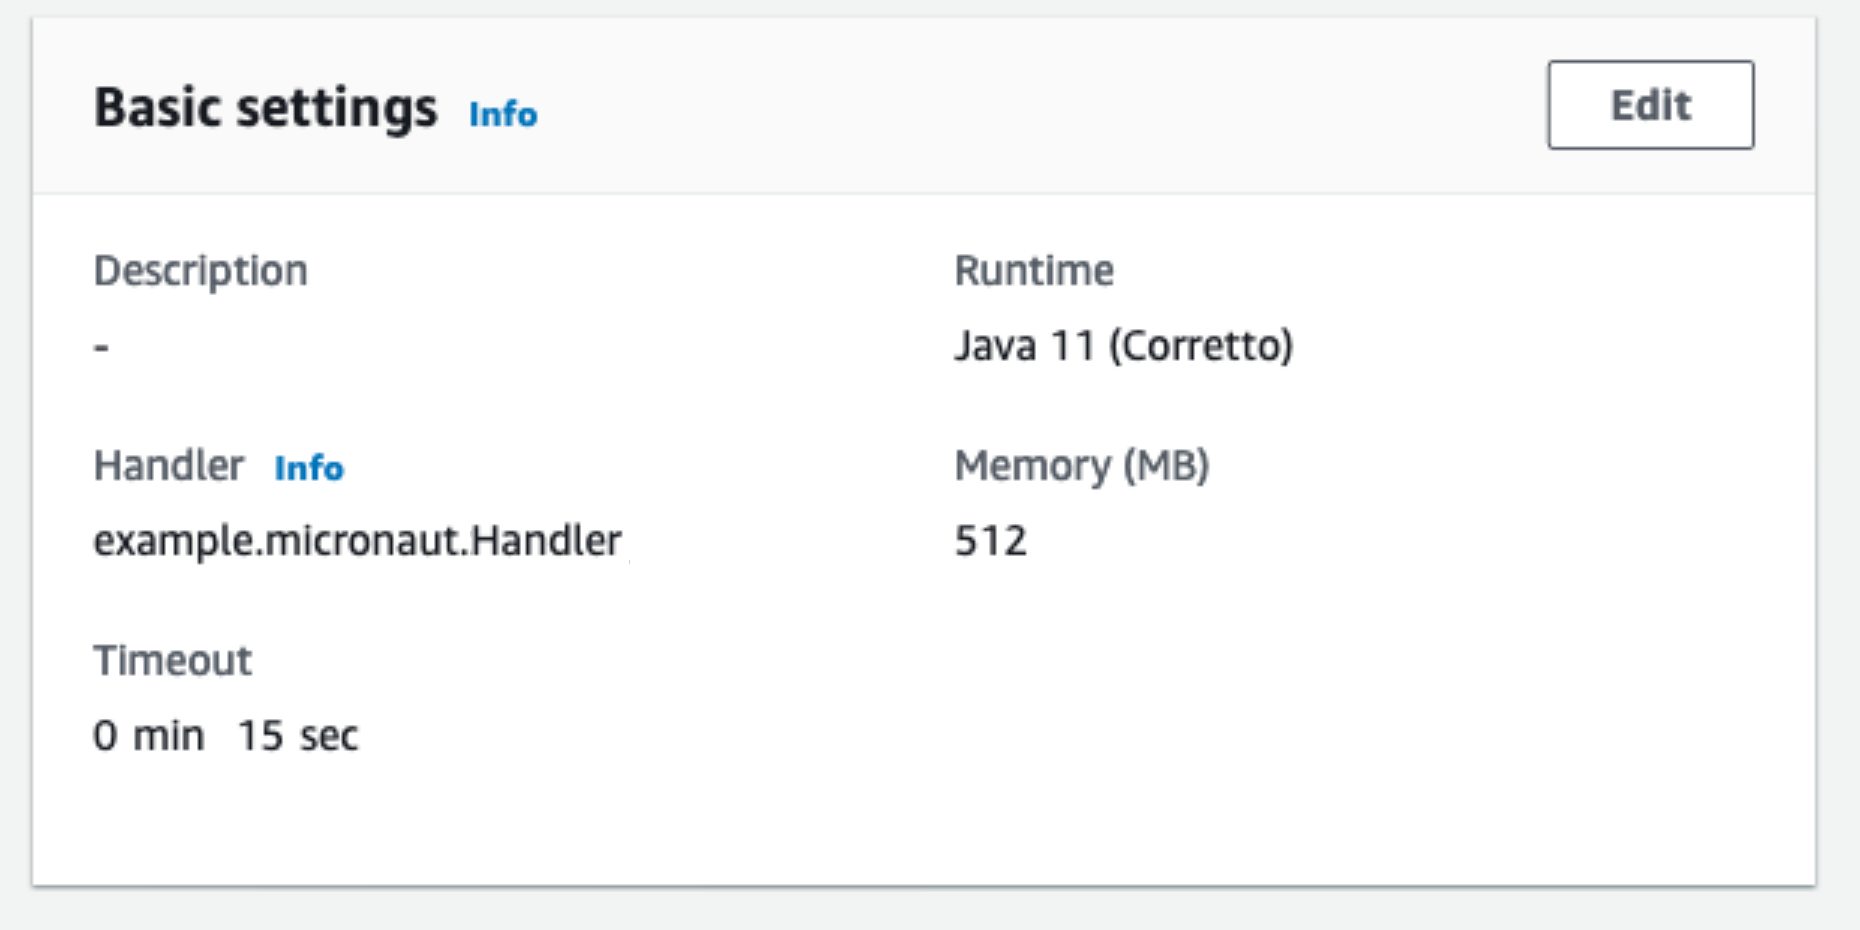 Basic settings Info Edit
Description
-
Runtime
Java 11 (Corretto)
Handler Info
example.micronaut.Handler
Memory (MB)
512
Timeout
0 min 15 sec